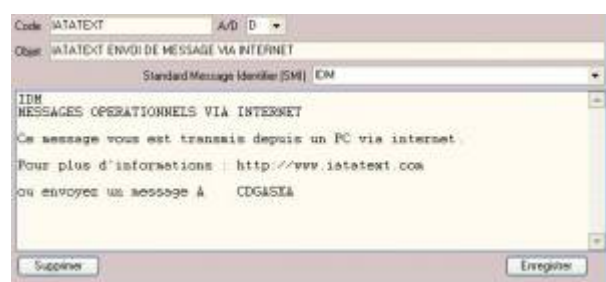 Code IATATEXT A/D D
Objet IATATEXT ENVOI DE MESSAGE VIA INTERNET
Standard Message Identifier (SMI) IDM
IDM
MESSAGES OPERATIONNELS VIA INTERNET
Ce message vous est transmis depuis un PC via internet.
Pour plus d'informations : http://www.iatatext.com
ou envoyez un message A CDGASXA
Supprimer Enregistrer